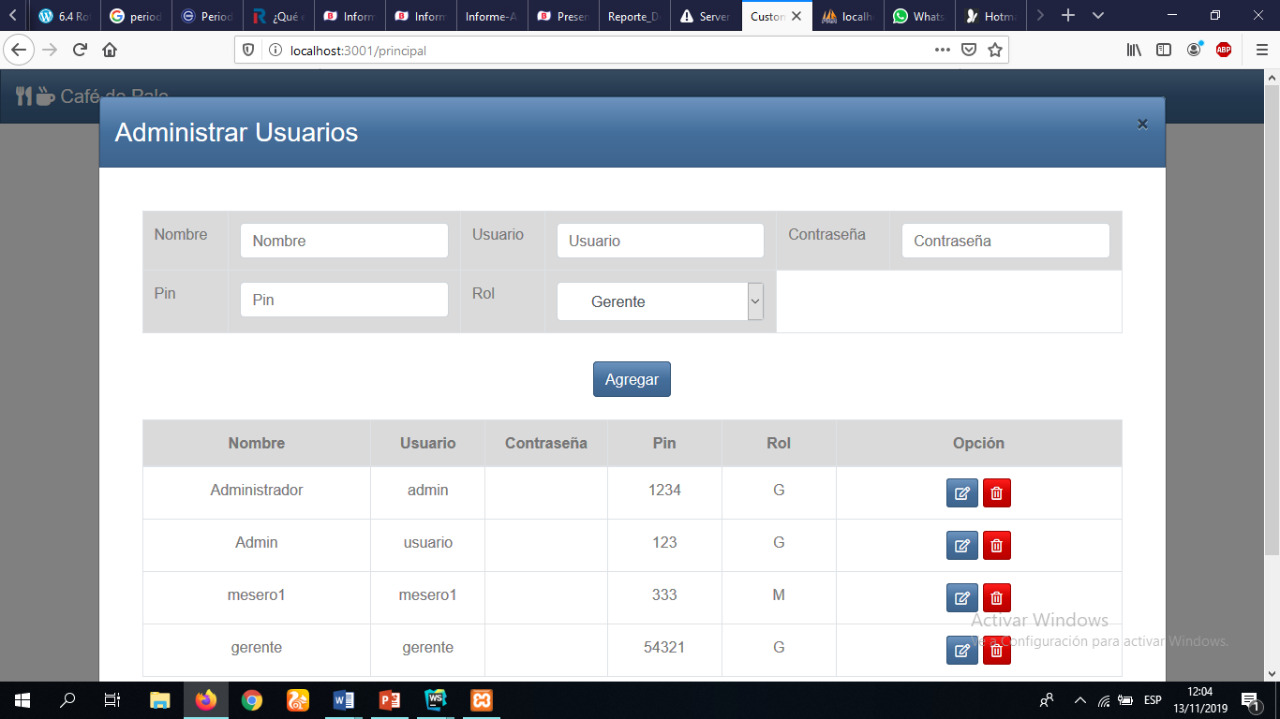 6.4 Rot period Period ¿Qué Inform Inform Informe-A Presen Reporte_D Server Custon localh Whats Hotm
localhost:3001/principal
ABP
Café de Palo
Administrar Usuarios ×
Nombre Nombre Usuario Usuario Contraseña Contraseña
Pin Pin Rol Gerente
Agregar
Nombre Usuario Contraseña Pin Rol Opción
Administrador admin 1234 G
Admin usuario 123 G
mesero1 mesero1 333 M
Activar Windows
Ve a Configuración para activar Windows.
gerente gerente 54321 G
ESP
12:04
13/11/2019
1